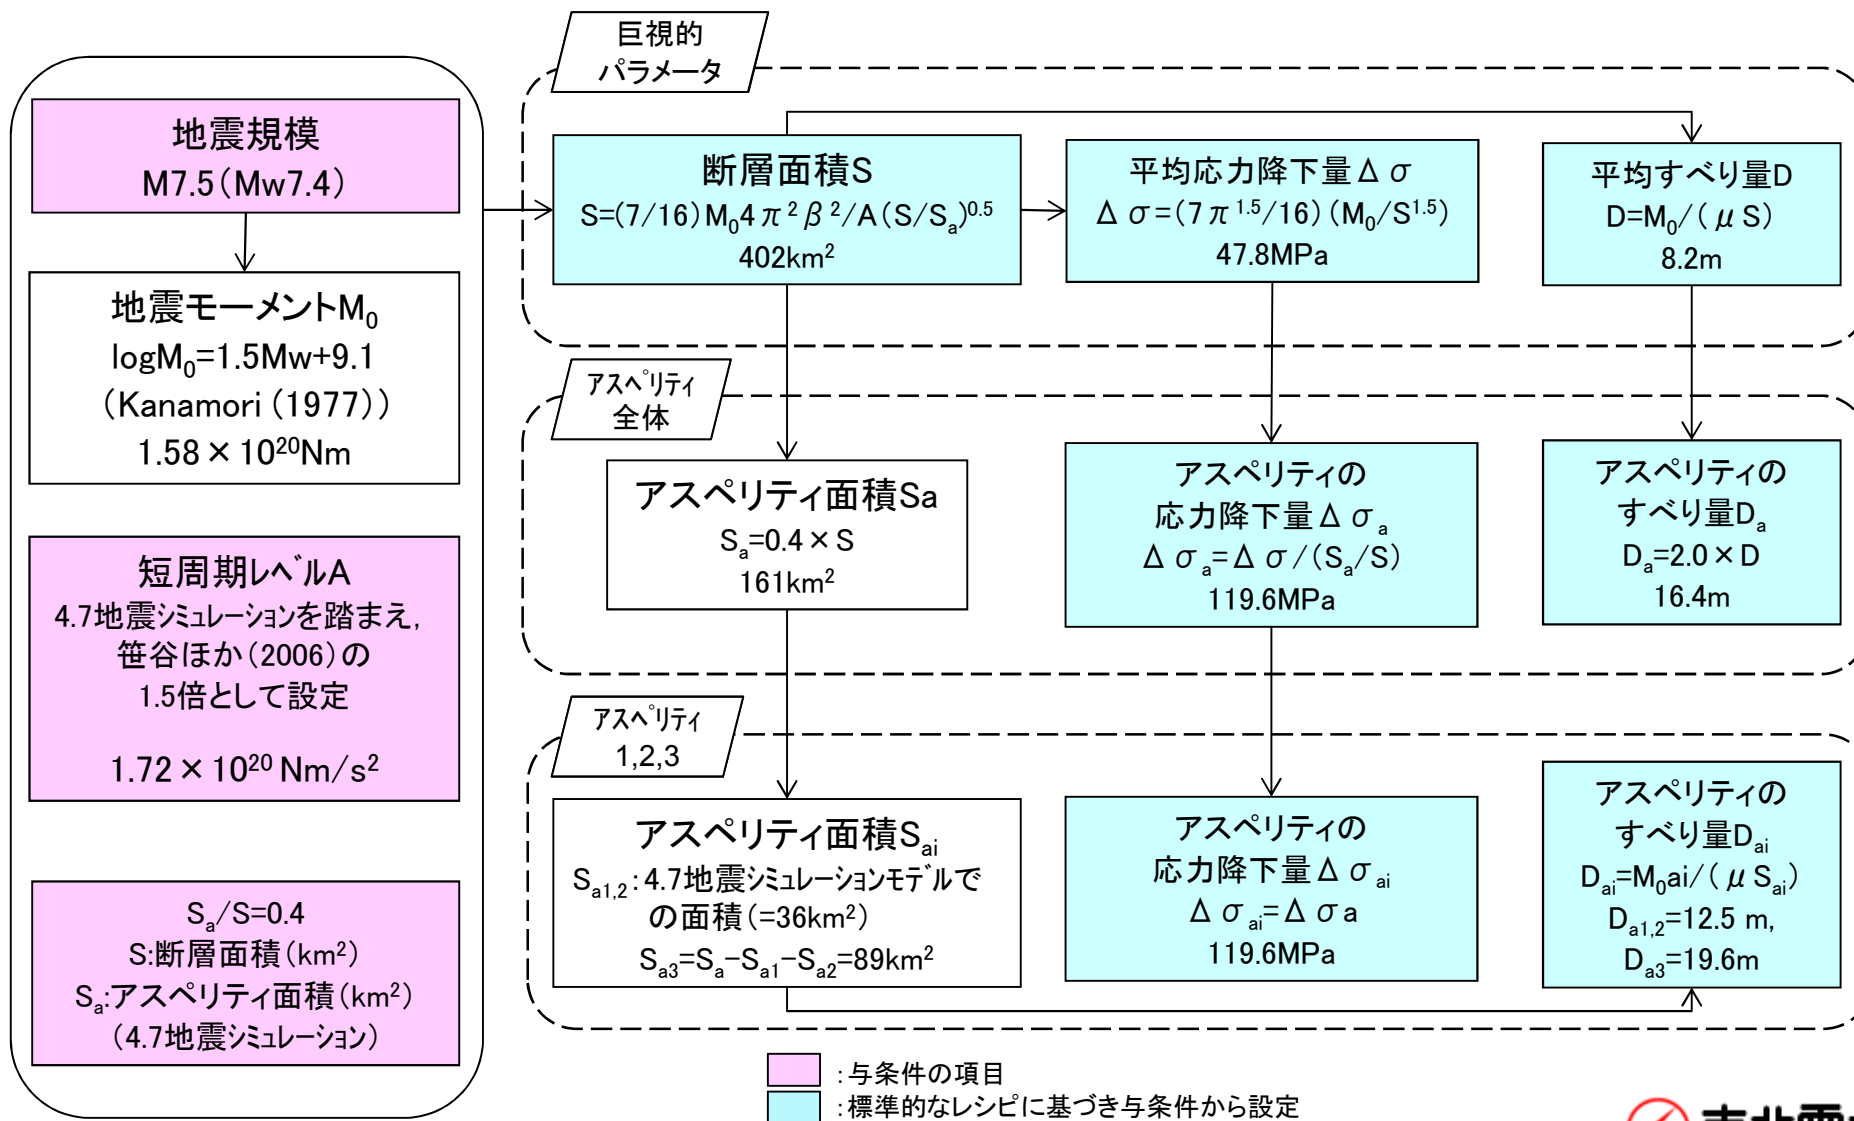 地震規模
M7.5(Mw7.4)
地震モーメントM₀
logM₀=1.5Mw+9.1
(Kanamori(1977))
1.58×10²⁰Nm
短周期レベルA
4.7地震シミュレーションを踏まえ,
笹谷ほか(2006)の
1.5倍として設定
1.72×10²⁰Nm/s²
Sₐ/S=0.4
S:断層面積(km²)
Sₐ:アスペリティ面積(km²)
(4.7地震シミュレーション)
巨視的
パラメータ
断層面積S
S=(7/16)M₀4π²β²/A(S/Sₐ)⁰·⁵
402km²
平均応力降下量Δσ
Δσ=(7π¹·⁵/16)(M₀/S¹·⁵)
47.8MPa
平均すべり量D
D=M₀/(μS)
8.2m
アスペリティ
全体
アスペリティ面積Sa
Sₐ=0.4×S
161km²
アスペリティの
応力降下量Δσₐ
Δσₐ=Δσ/(Sₐ/S)
119.6MPa
アスペリティの
すべり量Dₐ
Dₐ=2.0×D
16.4m
アスペリティ
1,2,3
アスペリティ面積Sₐᵢ
Sₐ₁,₂:4.7地震シミュレーションモデルで
の面積(=36km²)
Sₐ₃=Sₐ−Sₐ₁−Sₐ₂=89km²
アスペリティの
応力降下量Δσₐᵢ
Δσₐᵢ=Δσa
119.6MPa
アスペリティの
すべり量Dₐᵢ
Dₐᵢ=M₀ai/(μSₐᵢ)
Dₐ₁,₂=12.5 m,
Dₐ₃=19.6m
:与条件の項目
:標準的なレシピに基づき与条件から設定